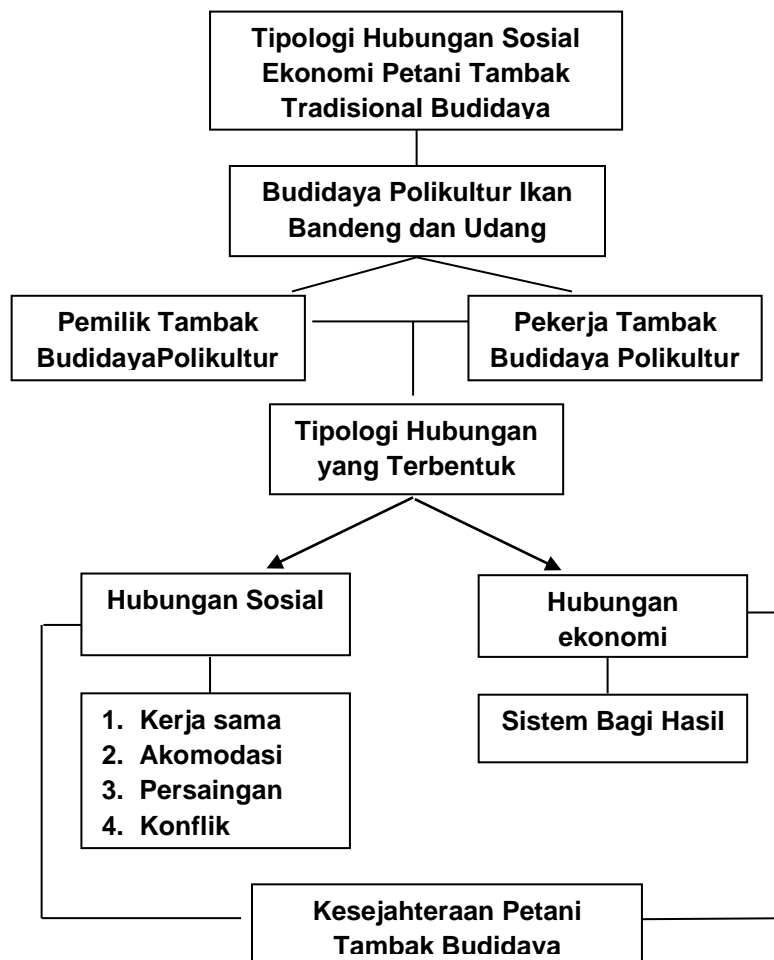 Tipologi Hubungan Sosial
Ekonomi Petani Tambak
Tradisional Budidaya
Budidaya Polikultur Ikan
Bandeng dan Udang
Pemilik Tambak
BudidayaPolikultur
Pekerja Tambak
Budidaya Polikultur
Tipologi Hubungan
yang Terbentuk
Hubungan Sosial
Hubungan
ekonomi
1. Kerja sama
2. Akomodasi
3. Persaingan
4. Konflik
Sistem Bagi Hasil
Kesejahteraan Petani
Tambak Budidaya